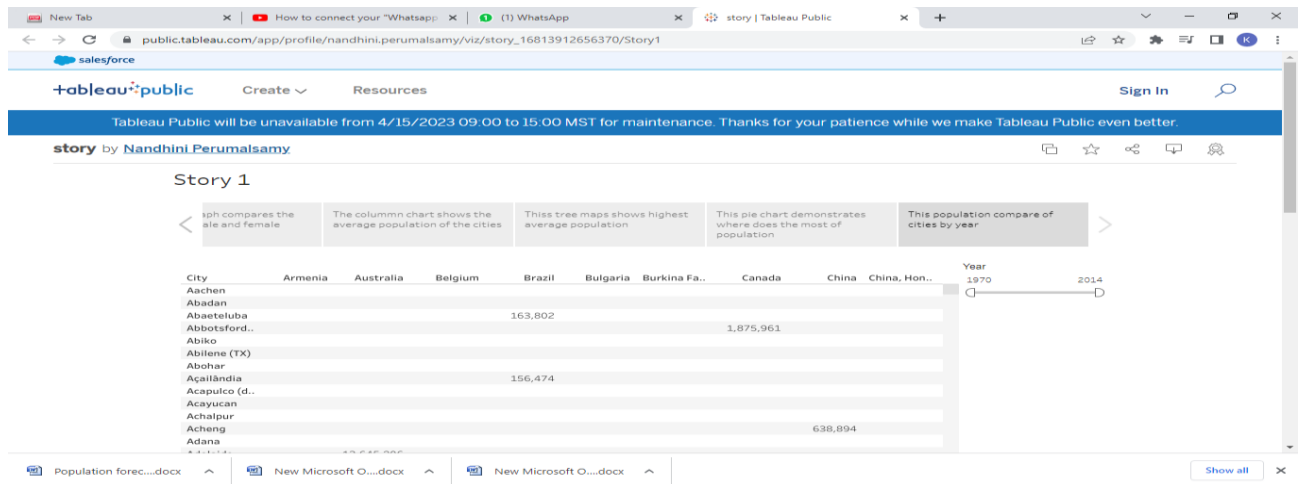 New Tab
How to connect your "Whatsapp
(1) WhatsApp
story | Tableau Public
public.tableau.com/app/profile/nandhini.perumalsamy/viz/story_16813912656370/Story1
K
salesforce
+ableau public
Create
Resources
Sign In
Tableau Public will be unavailable from 4/15/2023 09:00 to 15:00 MST for maintenance. Thanks for your patience while we make Tableau Public even better.
story by Nandhini Perumalsamy
Story 1
aph compares the
ale and female
The colummn chart shows the
average population of the cities
Thiss tree maps shows highest
average population
This pie chart demonstrates
where does the most of
population
This population compare of
cities by year
City Armenia Australia Belgium Brazil Bulgaria Burkina Fa.. Canada China China, Hon..
Year
1970 2014
Aachen
Abadan
Abaeteluba 163,802
Abbotsford.. 1,875,961
Abiko
Abilene (TX)
Abohar
Açailândia 156,474
Acapulco (d..
Acayucan
Achalpur
Acheng 638,894
Adana
Population forec....docx
New Microsoft O....docx
New Microsoft O....docx
Show all